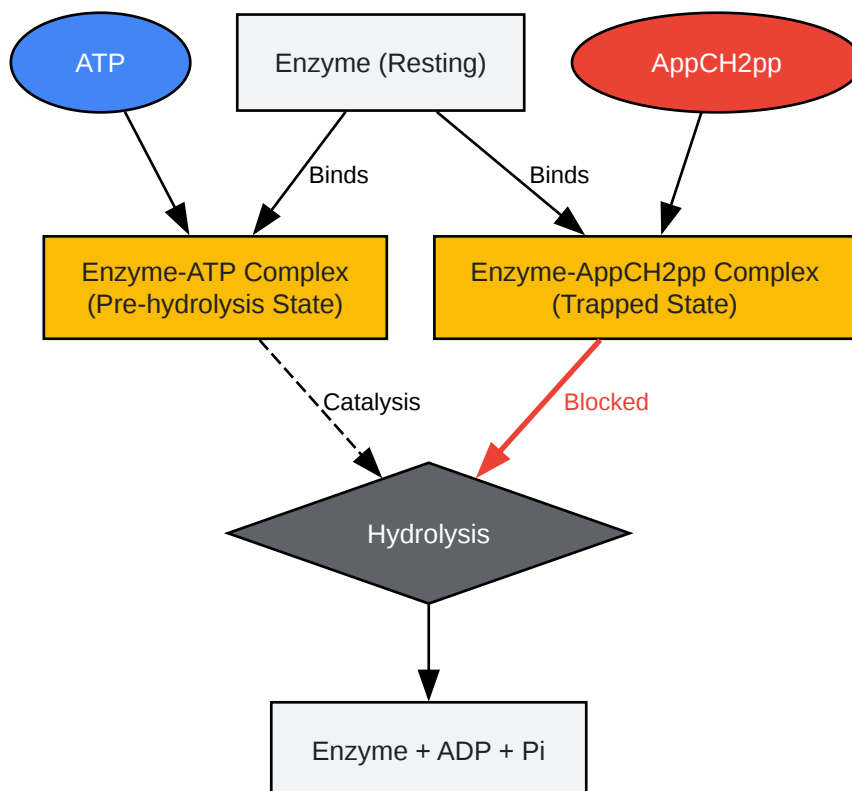 ATP
Enzyme (Resting)
AppCH2pp
Binds
Binds
Enzyme-ATP Complex
(Pre-hydrolysis State)
Enzyme-AppCH2pp Complex
(Trapped State)
Catalysis
Blocked
Hydrolysis
Enzyme + ADP + Pi